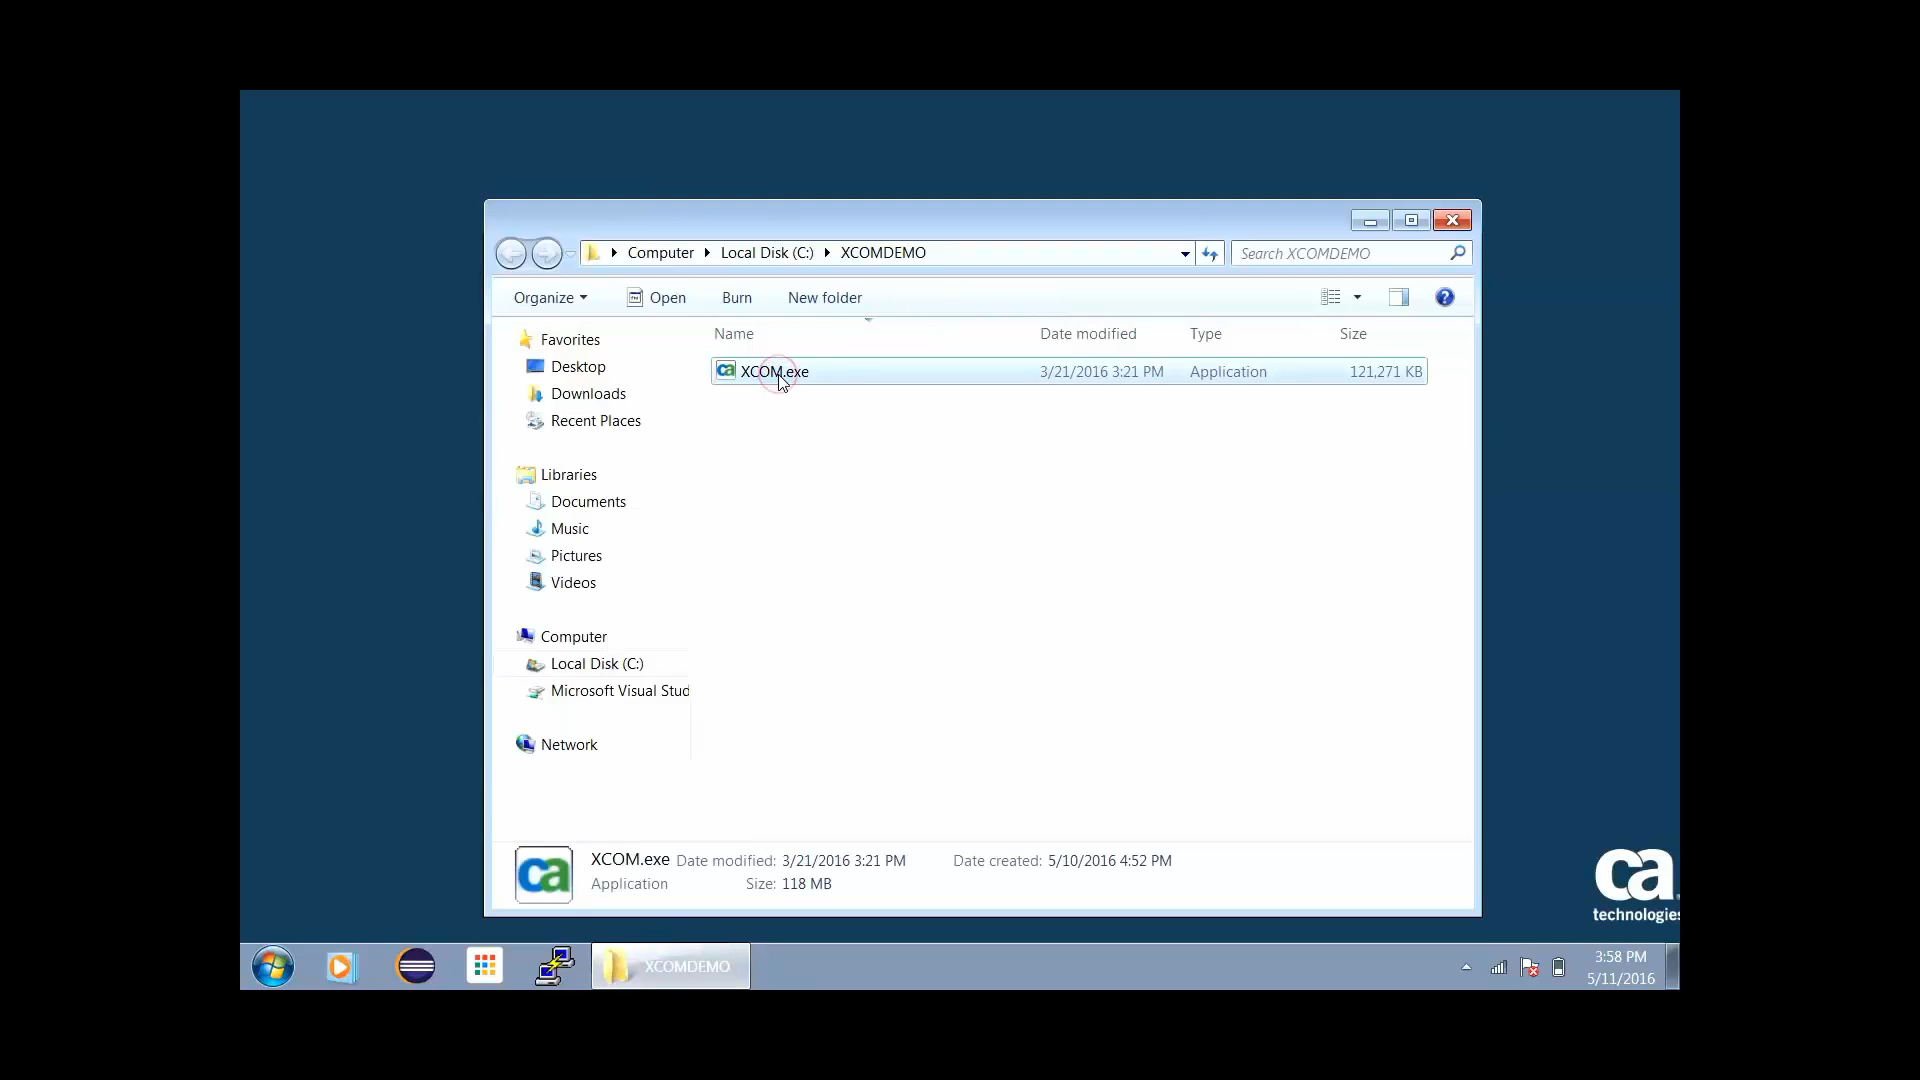 Computer Local Disk (C:) XCOMDEMO
Search XCOMDEMO
Organize Open Burn New folder
Name Date modified Type Size
XCOM.exe 3/21/2016 3:21 PM Application 121,271 KB
Favorites
Desktop
Downloads
Recent Places
Libraries
Documents
Music
Pictures
Videos
Computer
Local Disk (C:)
Microsoft Visual Stud
Network
ca
XCOM.exe Date modified: 3/21/2016 3:21 PM Date created: 5/10/2016 4:52 PM
Application Size: 118 MB
ca
technologies
XCOMDEMO
3:58 PM
5/11/2016